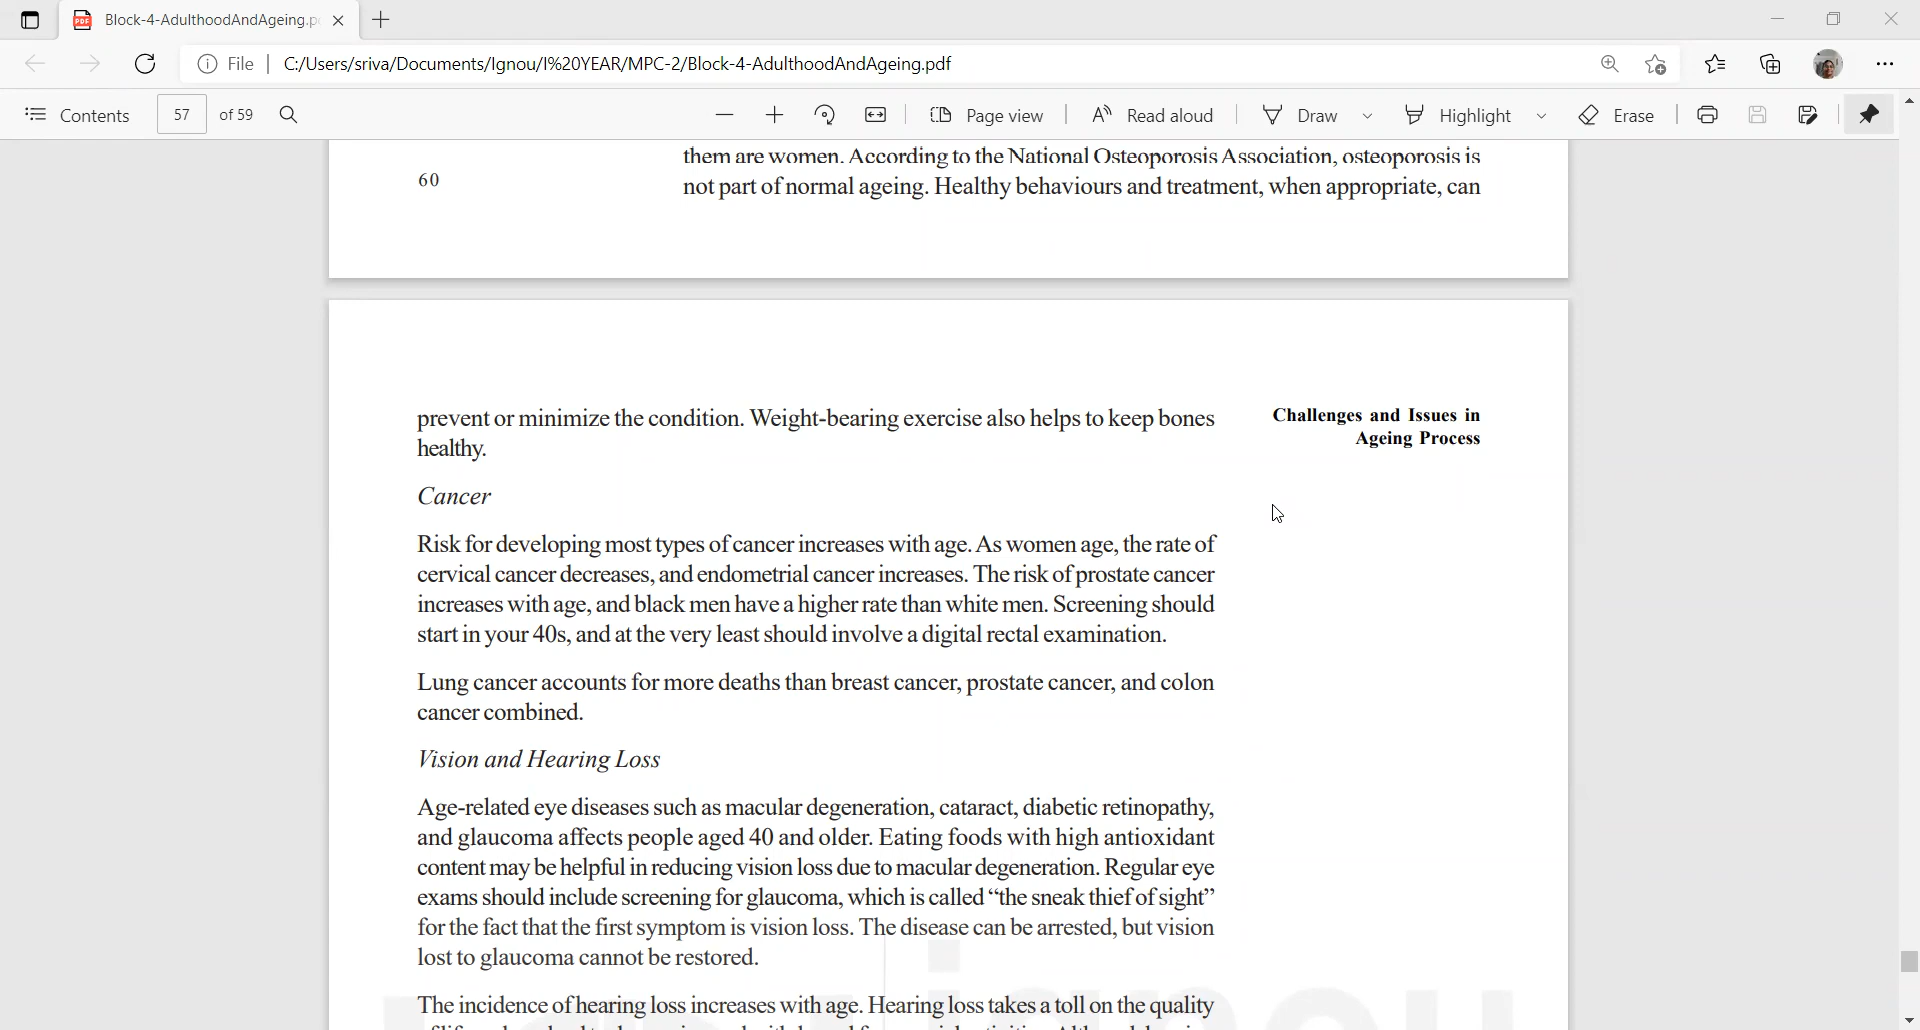 Block-4-AdulthoodAndAgeing.p
File
C:/Users/sriva/Documents/Ignou/I%20YEAR/MPC-2/Block-4-AdulthoodAndAgeing.pdf
Contents
57
of 59
Page view
Read aloud
Draw
Highlight
Erase
them are women. According to the National Osteoporosis Association, osteoporosis is
60
not part of normal ageing. Healthy behaviours and treatment, when appropriate, can
prevent or minimize the condition. Weight-bearing exercise also helps to keep bones
healthy.
Challenges and Issues in
Ageing Process
Cancer
Risk for developing most types of cancer increases with age. As women age, the rate of
cervical cancer decreases, and endometrial cancer increases. The risk of prostate cancer
increases with age, and black men have a higher rate than white men. Screening should
start in your 40s, and at the very least should involve a digital rectal examination.
Lung cancer accounts for more deaths than breast cancer, prostate cancer, and colon
cancer combined.
Vision and Hearing Loss
Age-related eye diseases such as macular degeneration, cataract, diabetic retinopathy,
and glaucoma affects people aged 40 and older. Eating foods with high antioxidant
content may be helpful in reducing vision loss due to macular degeneration. Regular eye
exams should include screening for glaucoma, which is called “the sneak thief of sight”
for the fact that the first symptom is vision loss. The disease can be arrested, but vision
lost to glaucoma cannot be restored.
The incidence of hearing loss increases with age. Hearing loss takes a toll on the quality